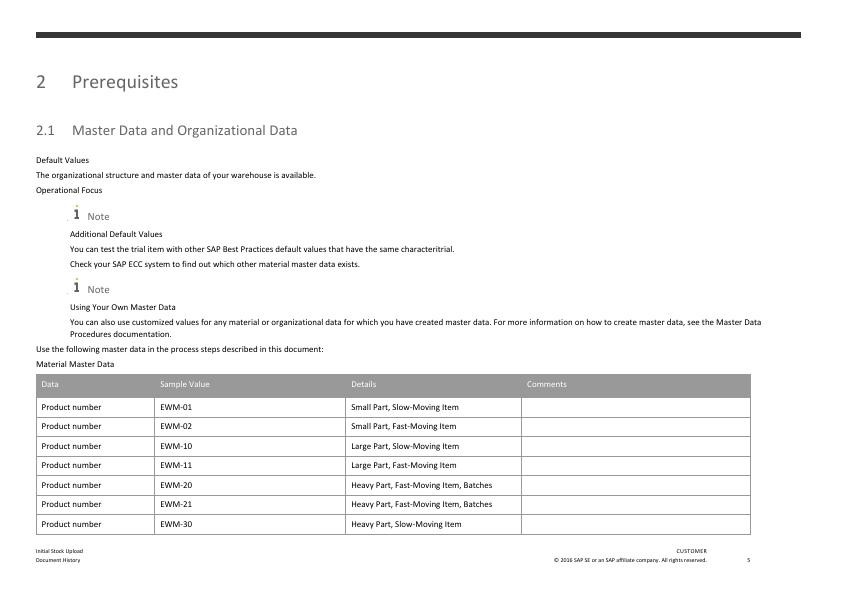 2 Prerequisites
2.1 Master Data and Organizational Data
Default Values
The organizational structure and master data of your warehouse is available.
Operational Focus
Note
Additional Default Values
You can test the trial item with other SAP Best Practices default values that have the same characteritrial.
Check your SAP ECC system to find out which other material master data exists.
Note
Using Your Own Master Data
You can also use customized values for any material or organizational data for which you have created master data. For more information on how to create master data, see the Master Data
Procedures documentation.
Use the following master data in the process steps described in this document:
Material Master Data
Data Sample Value Details Comments
Product number EWM-01 Small Part, Slow-Moving Item
Product number EWM-02 Small Part, Fast-Moving Item
Product number EWM-10 Large Part, Slow-Moving Item
Product number EWM-11 Large Part, Fast-Moving Item
Product number EWM-20 Heavy Part, Fast-Moving Item, Batches
Product number EWM-21 Heavy Part, Fast-Moving Item, Batches
Product number EWM-30 Heavy Part, Slow-Moving Item
Initial Stock Upload CUSTOMER
Document History © 2016 SAP SE or an SAP affiliate company. All rights reserved. 5